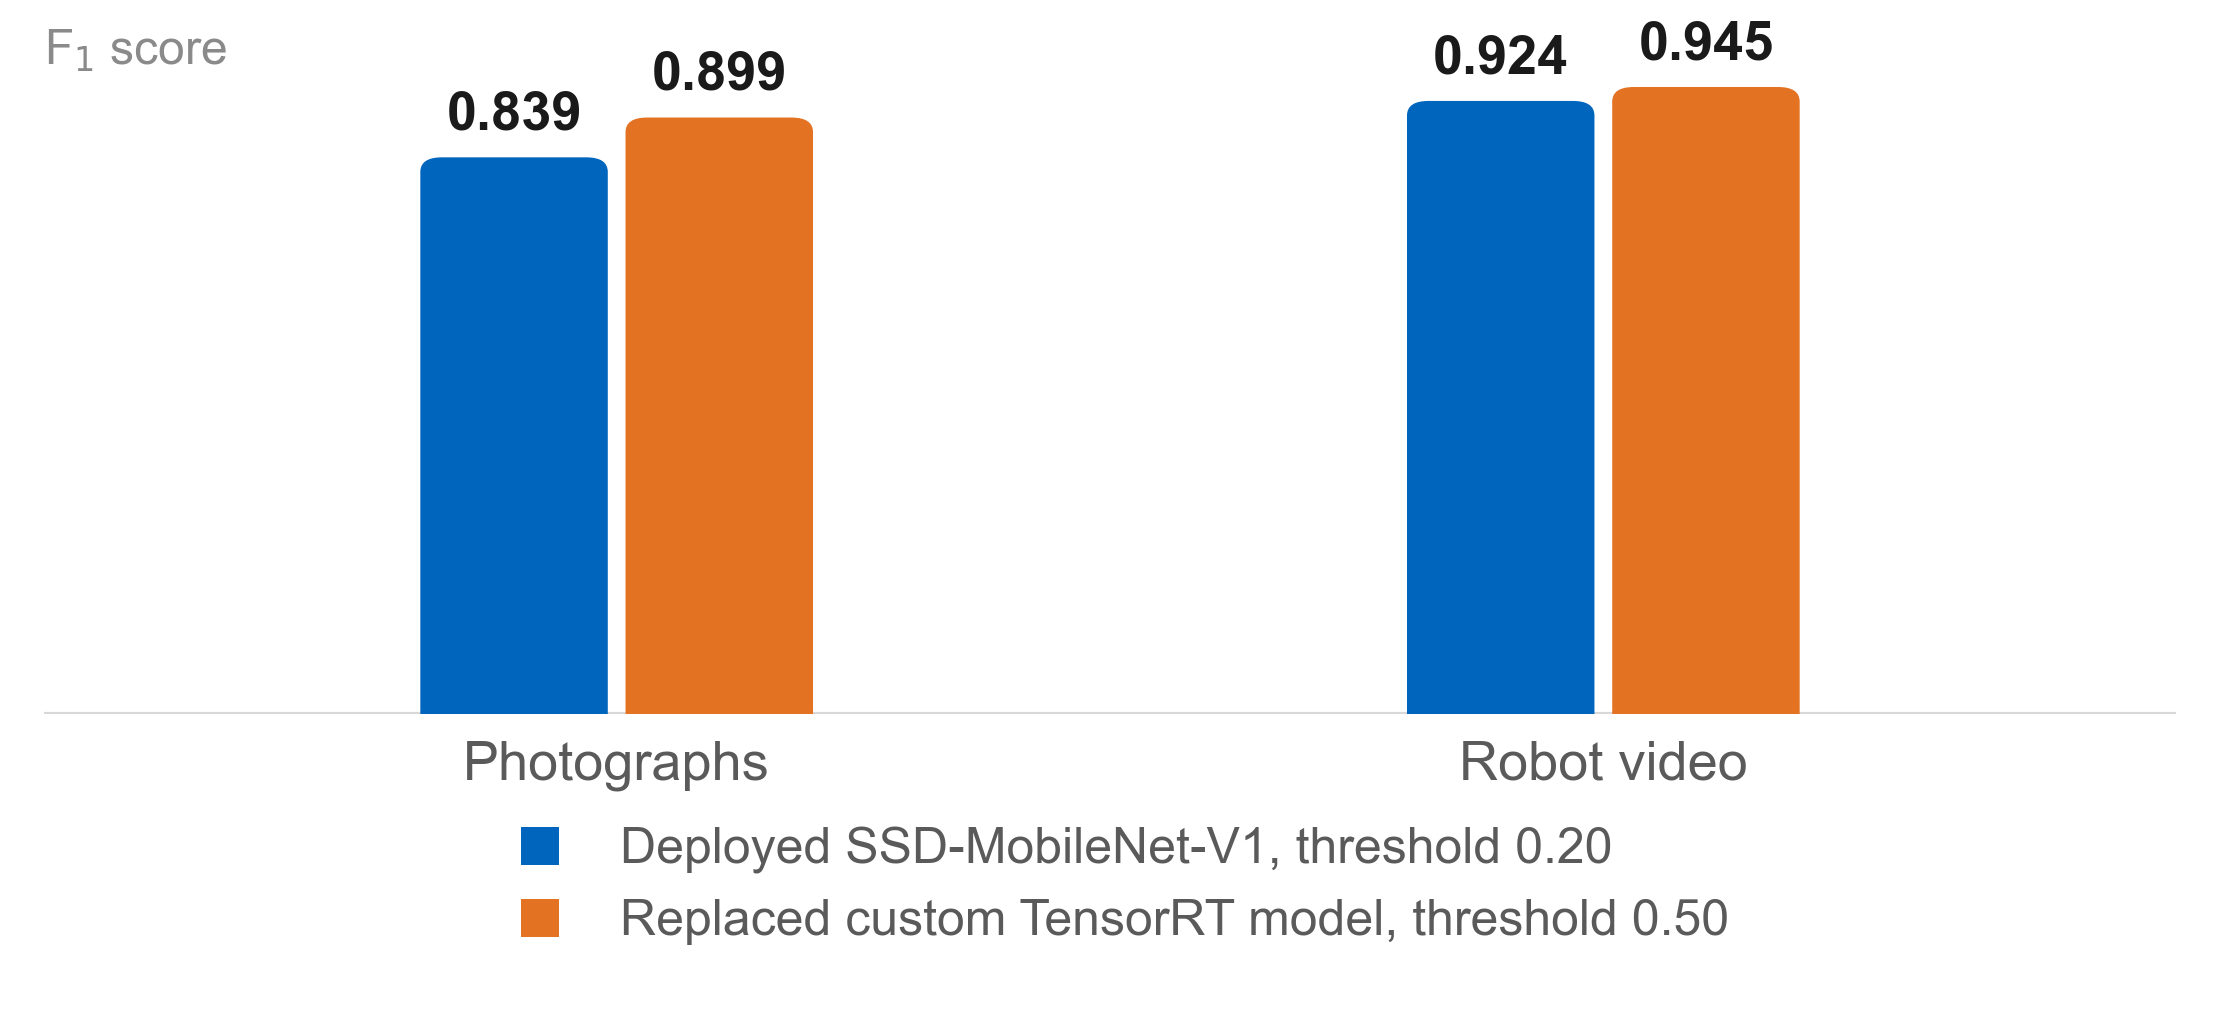 F₁ score
0.839
0.899
0.924
0.945
Photographs
Robot video
Deployed SSD-MobileNet-V1, threshold 0.20
Replaced custom TensorRT model, threshold 0.50